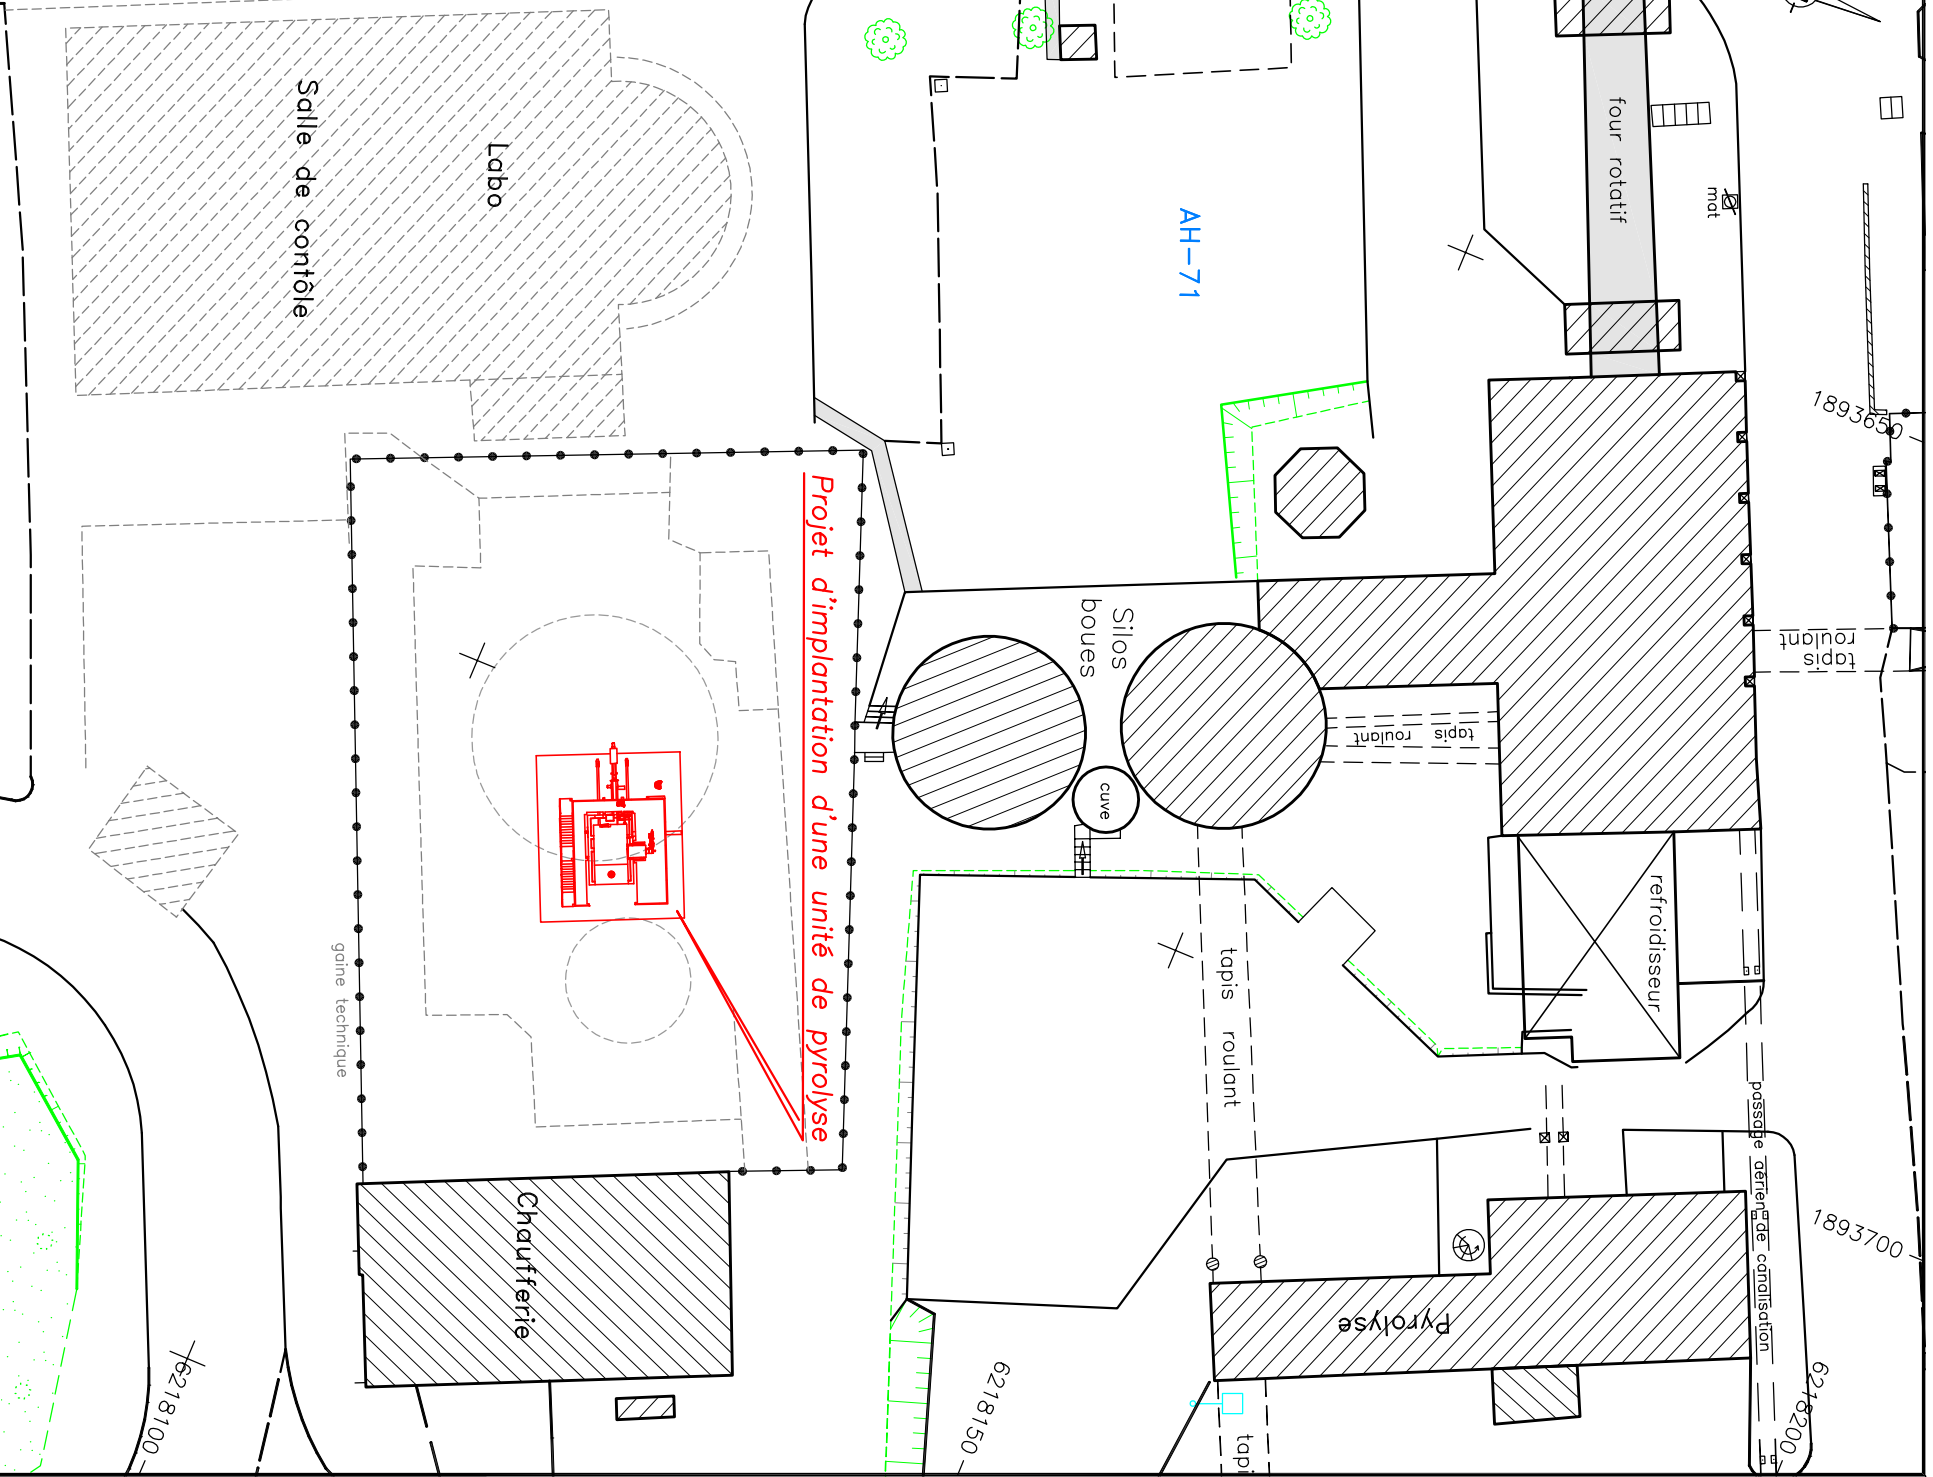 Salle de contôle
Labo
AH-71
four rotatif
mat
1893650
tapis
roulant
Silos
boues
tapis roulant
cuve
Projet d'implantation d'une unité de pyrolyse
refroidisseur
tapis roulant
gaine technique
passage aérien de canalisation
Chaufferie
Pyrolyse
1893700
6218100
6218150
6218200
tapi